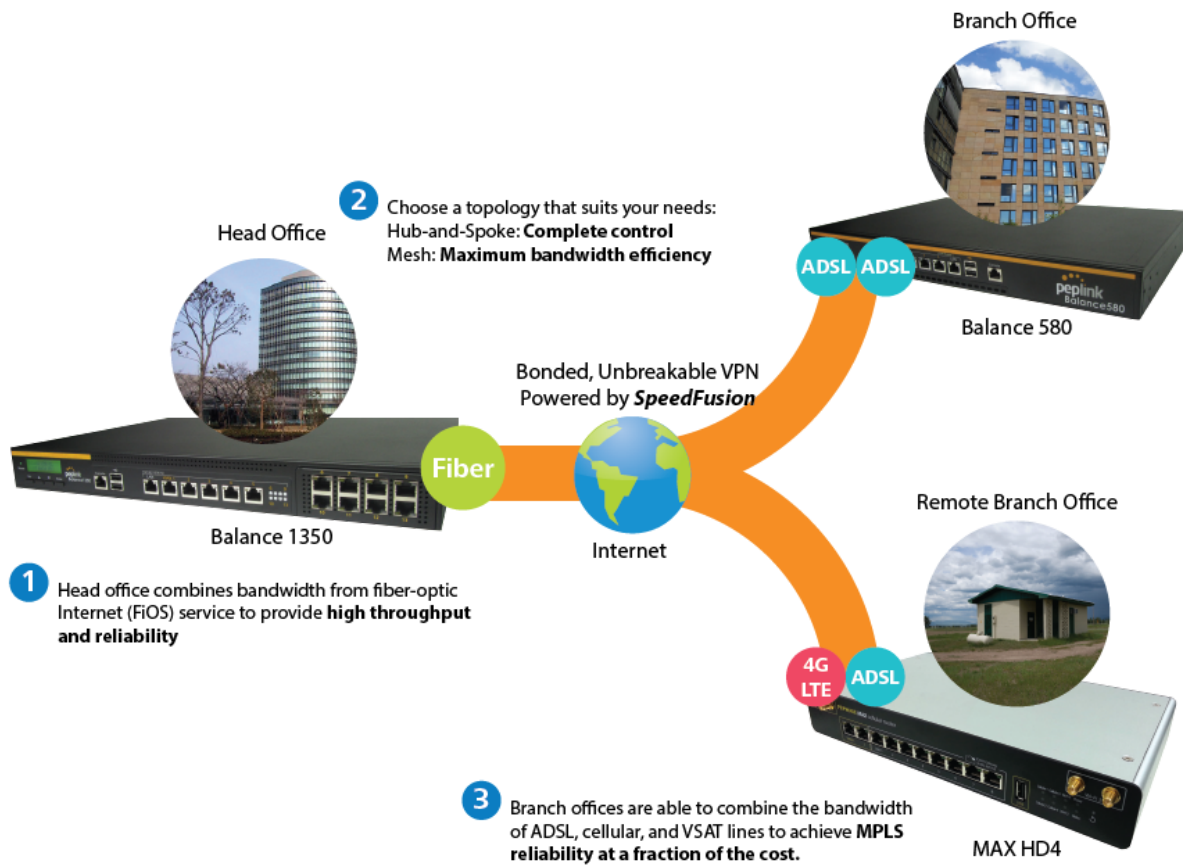 Branch Office
2
Choose a topology that suits your needs:
Hub-and-Spoke: Complete control
Mesh: Maximum bandwidth efficiency
Head Office
ADSL
ADSL
peplink
Balance580
Balance 580
Bonded, Unbreakable VPN
Powered by SpeedFusion
Fiber
peplink
Balance 1350
Internet
Remote Branch Office
1
Head office combines bandwidth from fiber-optic
Internet (FiOS) service to provide high throughput
and reliability
4G
LTE
ADSL
3
Branch offices are able to combine the bandwidth
of ADSL, cellular, and VSAT lines to achieve MPLS
reliability at a fraction of the cost.
MAX HD4